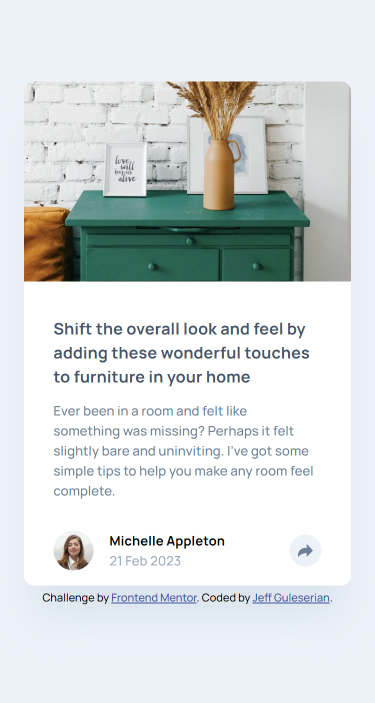 love
will
keep us
alive
Shift the overall look and feel by
adding these wonderful touches
to furniture in your home
Ever been in a room and felt like
something was missing? Perhaps it felt
slightly bare and uninviting. I've got some
simple tips to help you make any room feel
complete.
Michelle Appleton
21 Feb 2023
Challenge by Frontend Mentor. Coded by Jeff Guleserian.